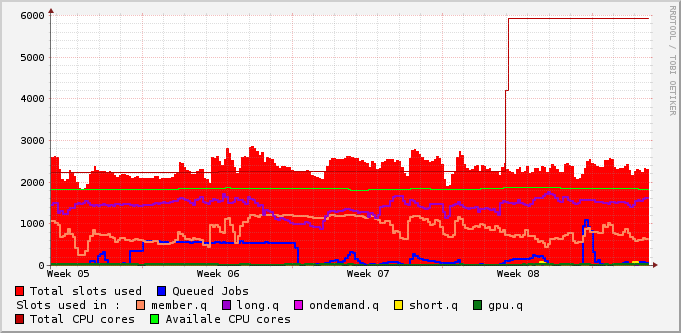 RRDTOOL / TOBI OETIKER
6000
5000
4000
3000
2000
1000
0
Week 05 Week 06 Week 07 Week 08
Total slots used Queued Jobs
Slots used in : member.q long.q ondemand.q short.q gpu.q
Total CPU cores Availale CPU cores